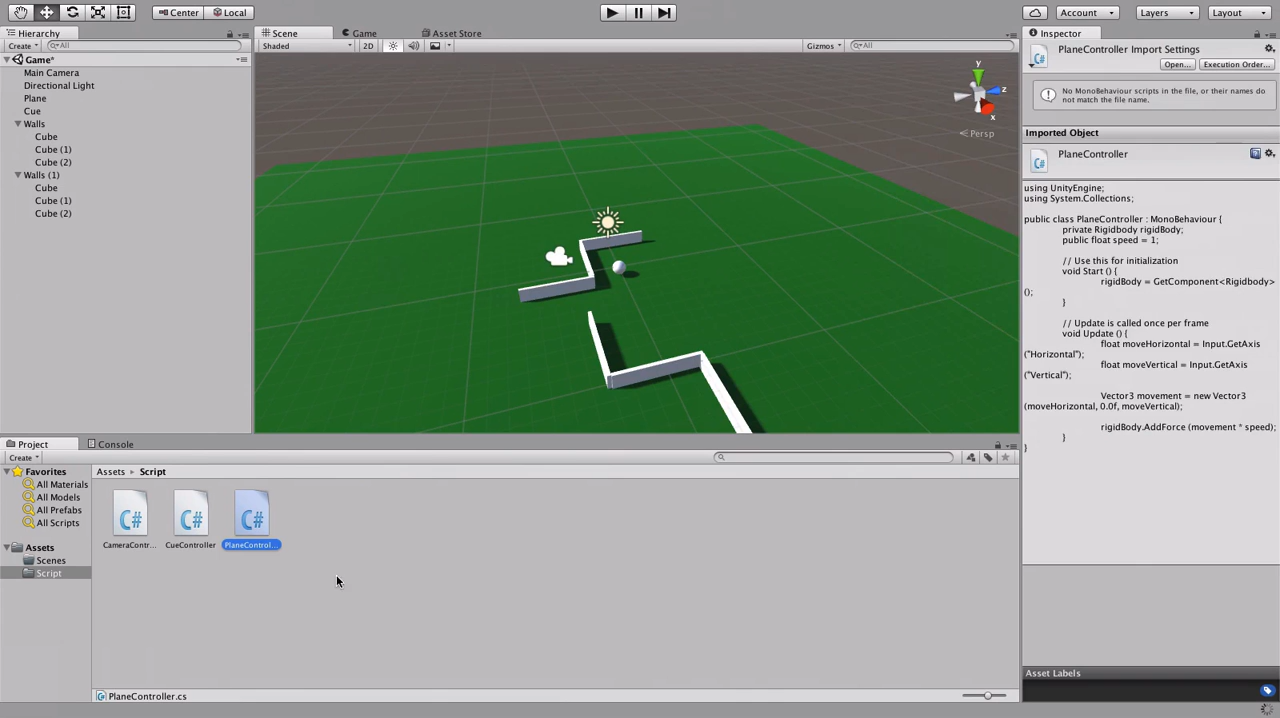 Center Local
Account Layers Layout
Hierarchy
Create All
Game*
Main Camera
Directional Light
Plane
Cue
Walls
Cube
Cube (1)
Cube (2)
Walls (1)
Cube
Cube (1)
Cube (2)
Scene Game Asset Store
Shaded 2D Gizmos All
y
z
x
Persp
Inspector
PlaneController Import Settings
Open... Execution Order...
No MonoBehaviour scripts in the file, or their names do
not match the file name.
Imported Object
PlaneController
using UnityEngine;
using System.Collections;
public class PlaneController : MonoBehaviour {
private Rigidbody rigidBody;
public float speed = 1;
// Use this for initialization
void Start () {
rigidBody = GetComponent<Rigidbody>
();
}
// Update is called once per frame
void Update () {
float moveHorizontal = Input.GetAxis
("Horizontal");
float moveVertical = Input.GetAxis
("Vertical");
Vector3 movement = new Vector3
(moveHorizontal, 0.0f, moveVertical);
rigidBody.AddForce (movement * speed);
}
}
Asset Labels
Project Console
Create
Favorites
All Materials
All Models
All Prefabs
All Scripts
Assets
Scenes
Script
Assets Script
C# C# C#
CameraContr... CueController PlaneControl...
C# PlaneController.cs